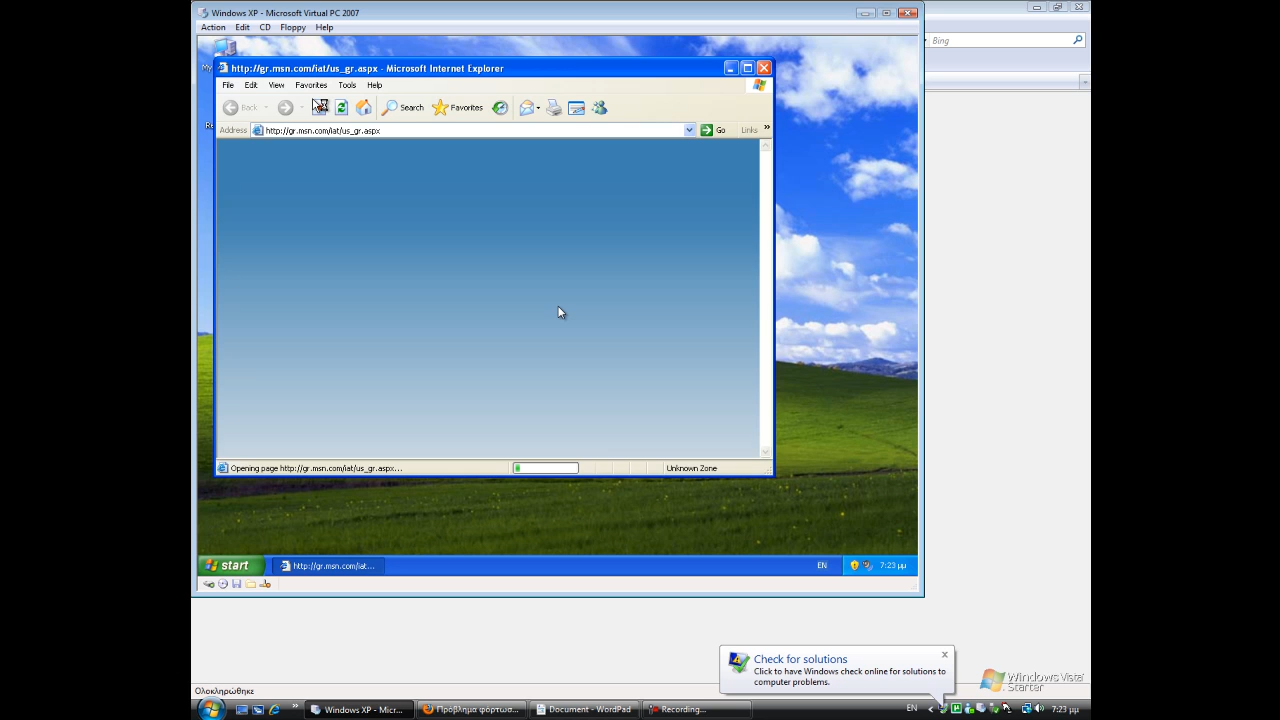 Windows XP - Microsoft Virtual PC 2007
Action Edit CD Floppy Help
Bing
http://gr.msn.com/iat/us_gr.aspx - Microsoft Internet Explorer
File Edit View Favorites Tools Help
Back Search Favorites
Address http://gr.msn.com/iat/us_gr.aspx Go Links »
Opening page http://gr.msn.com/iat/us_gr.aspx... Unknown Zone
start http://gr.msn.com/iat... EN 7:23 μμ
Check for solutions
Click to have Windows check online for solutions to
computer problems.
Windows Vista
Starter
Ολοκληρώθηκε
Windows XP - Micr... Πρόβλημα φόρτωσ... Document - WordPad Recording... EN 7:23 μμ